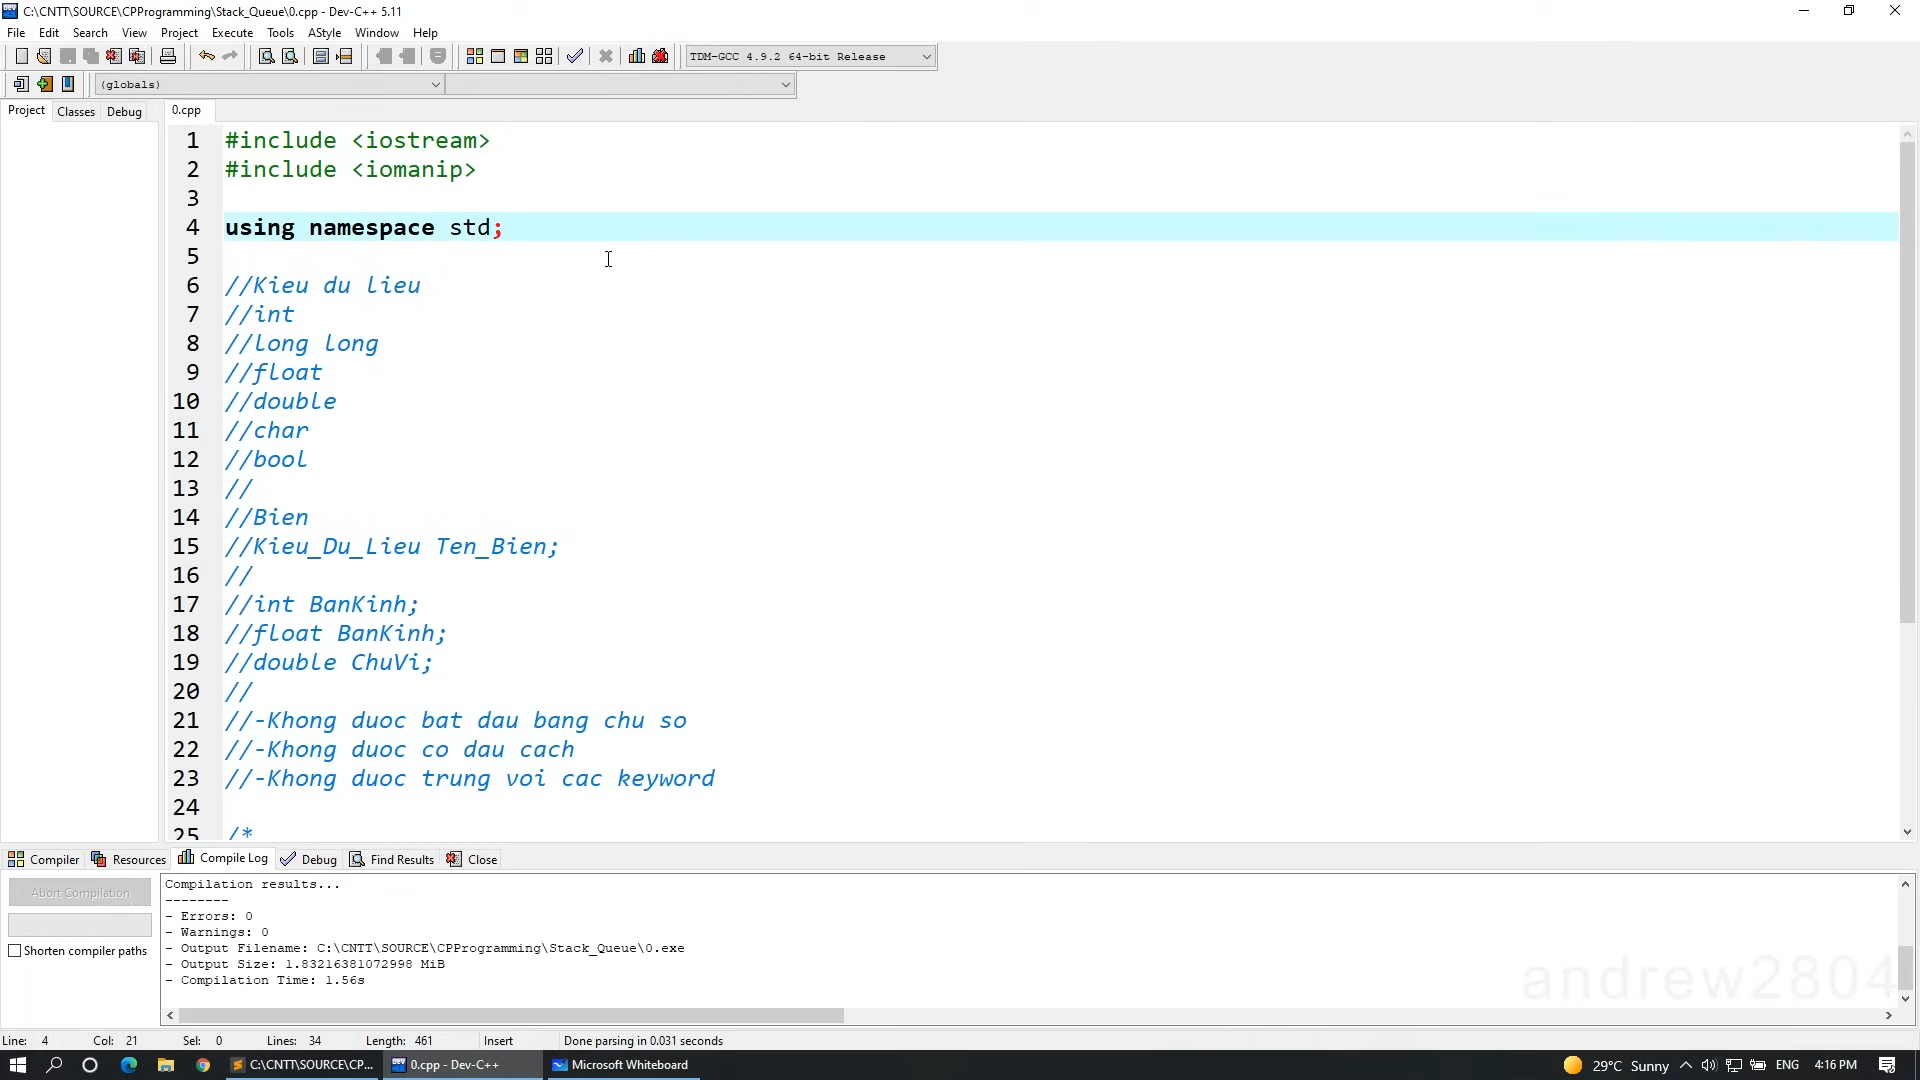 C:\CNTT\SOURCE\CPProgramming\Stack_Queue\0.cpp - Dev-C++ 5.11
File Edit Search View Project Execute Tools AStyle Window Help
TDM-GCC 4.9.2 64-bit Release
(globals)
Project Classes Debug 0.cpp
1 #include <iostream>
2 #include <iomanip>
3
4 using namespace std;
5
6 //Kieu du lieu
7 //int
8 //long long
9 //float
10 //double
11 //char
12 //bool
13 //
14 //Bien
15 //Kieu_Du_Lieu Ten_Bien;
16 //
17 //int BanKinh;
18 //float BanKinh;
19 //double ChuVi;
20 //
21 //-Khong duoc bat dau bang chu so
22 //-Khong duoc co dau cach
23 //-Khong duoc trung voi cac keyword
24
25 /*
Compiler Resources Compile Log Debug Find Results Close
Abort Compilation
Shorten compiler paths
Compilation results...
--------
- Errors: 0
- Warnings: 0
- Output Filename: C:\CNTT\SOURCE\CPProgramming\Stack_Queue\0.exe
- Output Size: 1.83216381072998 MiB
- Compilation Time: 1.56s
andrew2804
Line: 4 Col: 21 Sel: 0 Lines: 34 Length: 461 Insert Done parsing in 0.031 seconds
C:\CNTT\SOURCE\CP... 0.cpp - Dev-C++ Microsoft Whiteboard 29°C Sunny ENG 4:16 PM